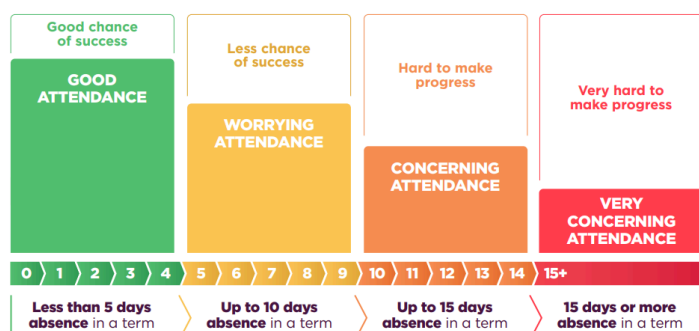 Good chance
of success
Less chance
of success
Hard to make
progress
Very hard to
make progress
GOOD
ATTENDANCE
WORRYING
ATTENDANCE
CONCERNING
ATTENDANCE
VERY
CONCERNING
ATTENDANCE
0 1 2 3 4 5 6 7 8 9 10 11 12 13 14 15+
Less than 5 days
absence in a term
Up to 10 days
absence in a term
Up to 15 days
absence in a term
15 days or more
absence in a term